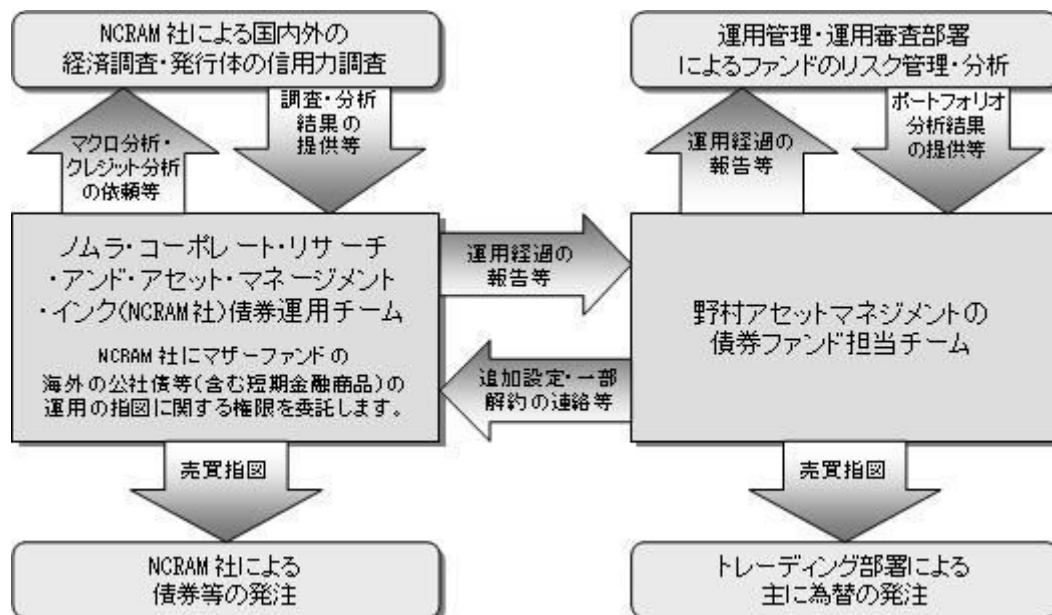 NCRAM社による国内外の
経済調査・発行体の信用力調査
運用管理・運用審査部署
によるファンドのリスク管理・分析
マクロ分析・
クレジット分析
の依頼等
調査・分析
結果の
提供等
運用経過の
報告等
ポートフォリオ
分析結果
の提供等
ノムラ・コーポレート・リサーチ
・アンド・アセット・マネージメント
・インク(NCRAM社)債券運用チーム
NCRAM社にマザーファンドの
海外の公社債等(含む短期金融商品)の
運用の指図に関する権限を委託します。
運用経過の
報告等
追加設定・一部
解約の連絡等
野村アセットマネジメントの
債券ファンド担当チーム
売買指図
売買指図
NCRAM社による
債券等の発注
トレーディング部署による
主に為替の発注